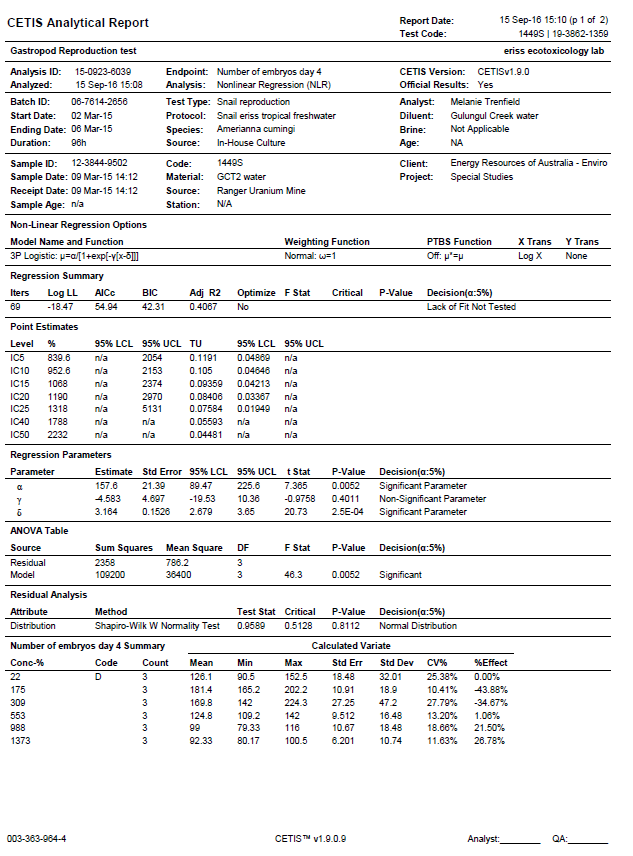 CETIS Analytical Report
Report Date: 15 Sep-16 15:10 (p 1 of 2)
Test Code: 1449S | 19-3862-1359
Gastropod Reproduction test eriss ecotoxicology lab
Analysis ID: 15-0923-6039 Endpoint: Number of embryos day 4 CETIS Version: CETISv1.9.0
Analyzed: 15 Sep-16 15:08 Analysis: Nonlinear Regression (NLR) Official Results: Yes
Batch ID: 06-7614-2656 Test Type: Snail reproduction Analyst: Melanie Trenfield
Start Date: 02 Mar-15 Protocol: Snail eriss tropical freshwater Diluent: Gulungul Creek water
Ending Date: 06 Mar-15 Species: Amerianna cumingi Brine: Not Applicable
Duration: 96h Source: In-House Culture Age: NA
Sample ID: 12-3844-9502 Code: 1449S Client: Energy Resources of Australia - Enviro
Sample Date: 09 Mar-15 14:12 Material: GCT2 water Project: Special Studies
Receipt Date: 09 Mar-15 14:12 Source: Ranger Uranium Mine
Sample Age: n/a Station: N/A
Non-Linear Regression Options
Model Name and Function Weighting Function PTBS Function X Trans Y Trans
3P Logistic: μ=α/[1+exp[-γ[x-δ]]] Normal: ω=1 Off: μ*=μ Log X None
Regression Summary
Iters Log LL AICc BIC Adj R2 Optimize F Stat Critical P-Value Decision(α:5%)
69 -18.47 54.94 42.31 0.4067 No Lack of Fit Not Tested
Point Estimates
Level % 95% LCL 95% UCL TU 95% LCL 95% UCL
IC5 839.6 n/a 2054 0.1191 0.04869 n/a
IC10 952.6 n/a 2153 0.105 0.04646 n/a
IC15 1068 n/a 2374 0.09359 0.04213 n/a
IC20 1190 n/a 2970 0.08406 0.03367 n/a
IC25 1318 n/a 5131 0.07584 0.01949 n/a
IC40 1788 n/a n/a 0.05593 n/a n/a
IC50 2232 n/a n/a 0.04481 n/a n/a
Regression Parameters
Parameter Estimate Std Error 95% LCL 95% UCL t Stat P-Value Decision(α:5%)
α 157.6 21.39 89.47 225.6 7.365 0.0052 Significant Parameter
γ -4.583 4.697 -19.53 10.36 -0.9758 0.4011 Non-Significant Parameter
δ 3.164 0.1526 2.679 3.65 20.73 2.5E-04 Significant Parameter
ANOVA Table
Source Sum Squares Mean Square DF F Stat P-Value Decision(α:5%)
Residual 2358 786.2 3
Model 109200 36400 3 46.3 0.0052 Significant
Residual Analysis
Attribute Method Test Stat Critical P-Value Decision(α:5%)
Distribution Shapiro-Wilk W Normality Test 0.9589 0.5128 0.8112 Normal Distribution
Number of embryos day 4 Summary Calculated Variate
Conc-% Code Count Mean Min Max Std Err Std Dev CV% %Effect
22 D 3 126.1 90.5 152.5 18.48 32.01 25.38% 0.00%
175 3 181.4 165.2 202.2 10.91 18.9 10.41% -43.88%
309 3 169.8 142 224.3 27.25 47.2 27.79% -34.67%
553 3 124.8 109.2 142 9.512 16.48 13.20% 1.06%
988 3 99 79.33 116 10.67 18.48 18.66% 21.50%
1373 3 92.33 80.17 100.5 6.201 10.74 11.63% 26.78%
003-363-964-4 CETIS™ v1.9.0.9 Analyst:________ QA:________